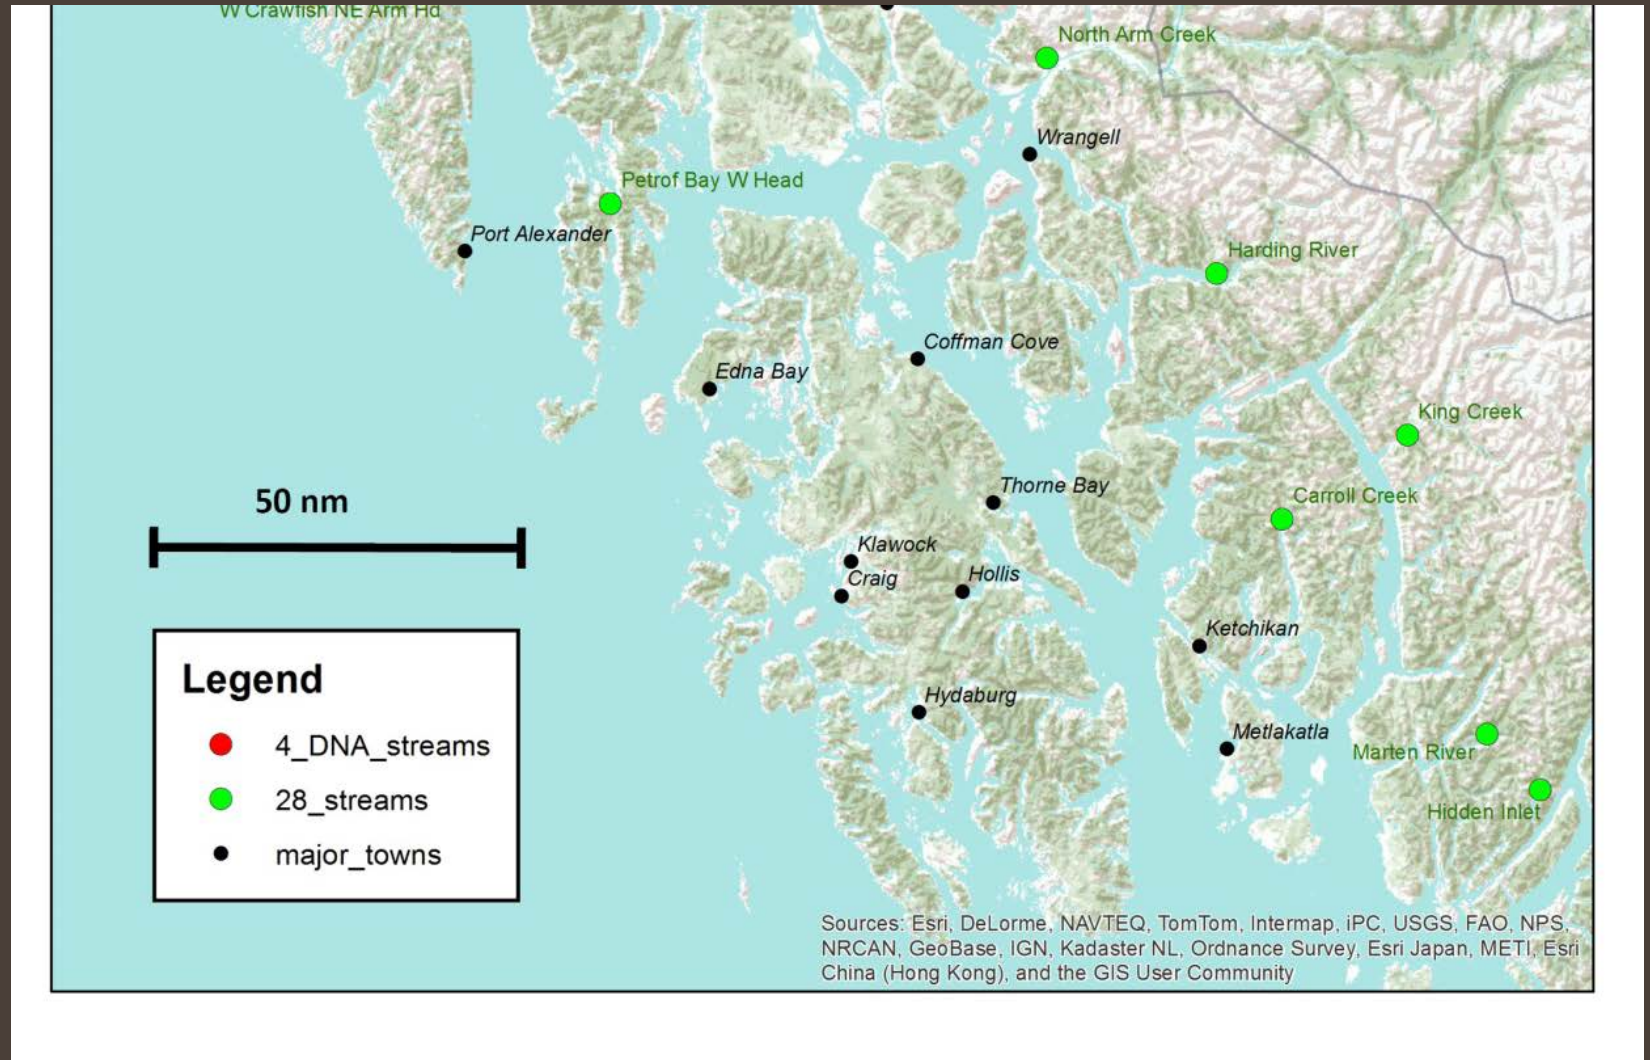 W Crawfish NE Arm Hd
North Arm Creek
Wrangell
Petrof Bay W Head
Port Alexander
Harding River
Coffman Cove
Edna Bay
King Creek
Thorne Bay
Carroll Creek
50 nm
Klawock
Craig
Hollis
Ketchikan
Hydaburg
Metlakatla
Marten River
Hidden Inlet
Legend
4_DNA_streams
28_streams
major_towns
Sources: Esri, DeLorme, NAVTEQ, TomTom, Intermap, iPC, USGS, FAO, NPS,
NRCAN, GeoBase, IGN, Kadaster NL, Ordnance Survey, Esri Japan, METI, Esri
China (Hong Kong), and the GIS User Community